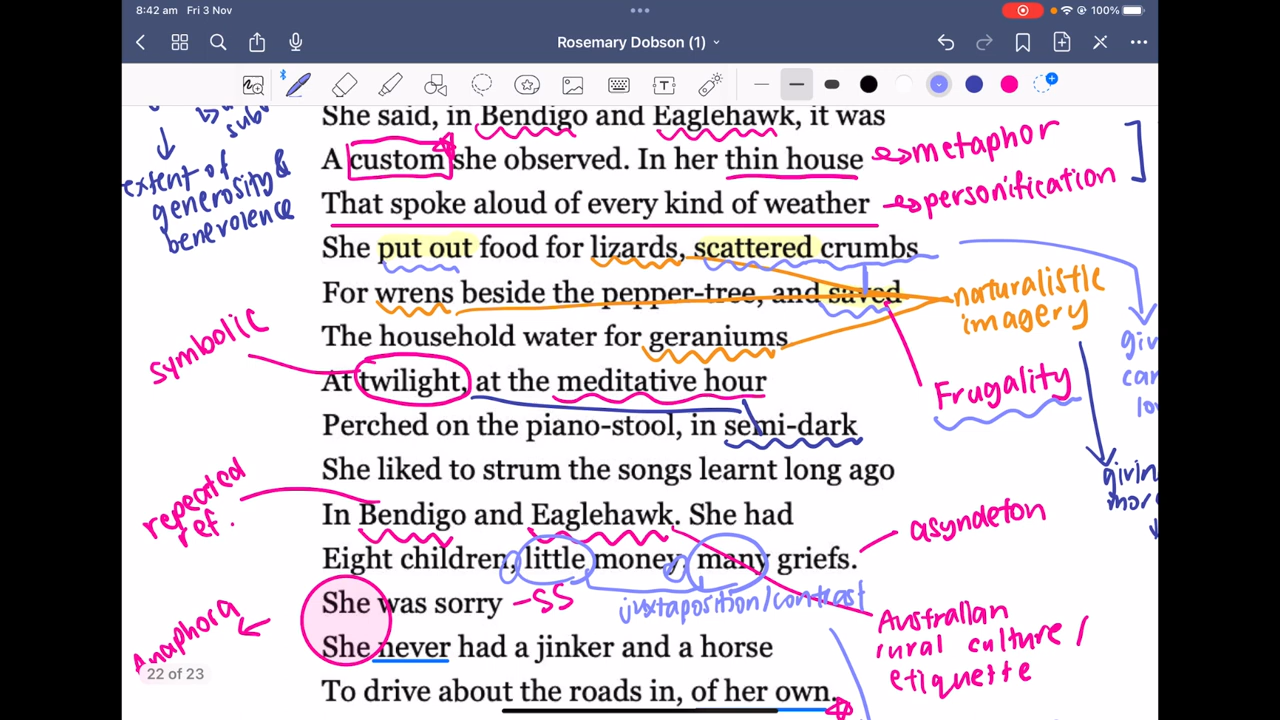 8:42 am Fri 3 Nov
100%
Rosemary Dobson (1)
She said, in Bendigo and Eaglehawk, it was
A custom she observed. In her thin house
That spoke aloud of every kind of weather
She put out food for lizards, scattered crumbs
For wrens beside the pepper-tree, and saved
The household water for geraniums
At twilight, at the meditative hour
Perched on the piano-stool, in semi-dark
She liked to strum the songs learnt long ago
In Bendigo and Eaglehawk. She had
Eight children, little money, many griefs.
She was sorry
She never had a jinker and a horse
To drive about the roads in, of her own.
extent of
generosity &
benevolence
metaphor
personification
naturalistic
imagery
symbolic
Frugality
repeated
ref.
asyndeton
-SS
juxtaposition/contrast
Anaphora
Australian
rural culture /
etiquette
22 of 23